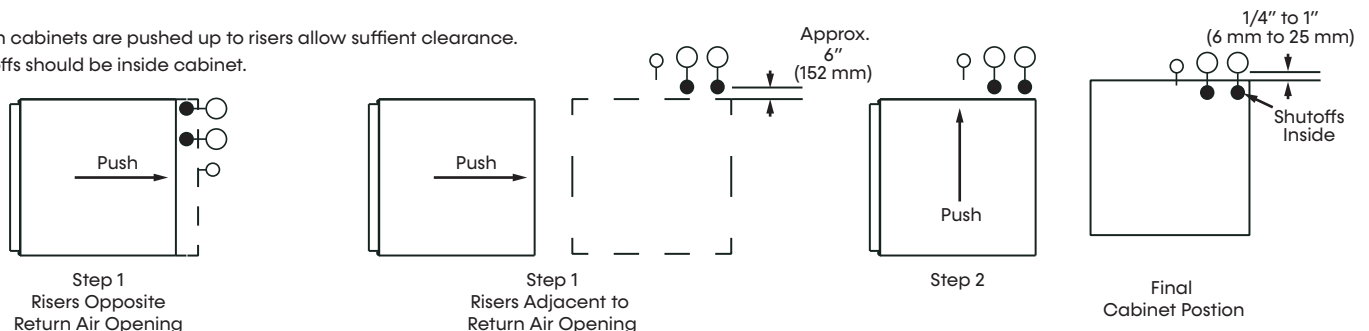 cabinets are pushed up to risers allow suffient clearance.
should be inside cabinet.
Push
Step 1
Risers Opposite
Return Air Opening
Push
Approx.
6”
(152 mm)
Step 1
Risers Adjacent to
Return Air Opening
Push
Step 2
1/4” to 1”
(6 mm to 25 mm)
Shutoffs
Inside
Final
Cabinet Postion